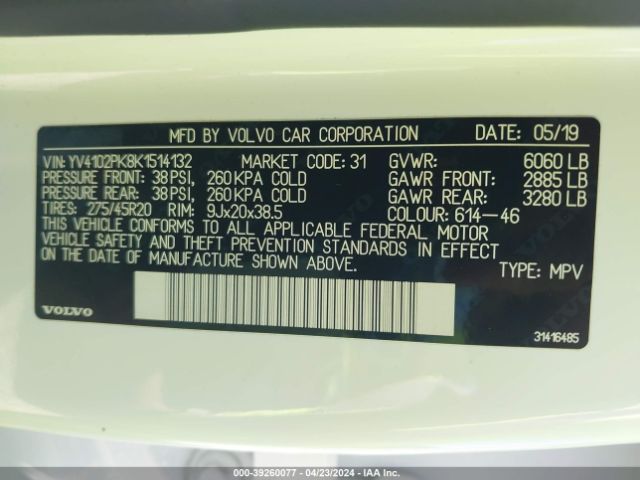 MFD BY VOLVO CAR CORPORATION DATE: 05/19
VIN: YV4102PK8K1514132 MARKET CODE: 31 GVWR: 6060 LB
PRESSURE FRONT: 38 PSI, 260 KPA COLD GAWR FRONT: 2885 LB
PRESSURE REAR: 38 PSI, 260 KPA COLD GAWR REAR: 3280 LB
TIRES: 275/45R20 RIM: 9Jx20x38.5 COLOUR: 614-46
THIS VEHICLE CONFORMS TO ALL APPLICABLE FEDERAL MOTOR
VEHICLE SAFETY AND THEFT PREVENTION STANDARDS IN EFFECT
ON THE DATE OF MANUFACTURE SHOWN ABOVE.
TYPE: MPV
VOLVO
31416485
000-39260077 - 04/23/2024 - IAAI.COM